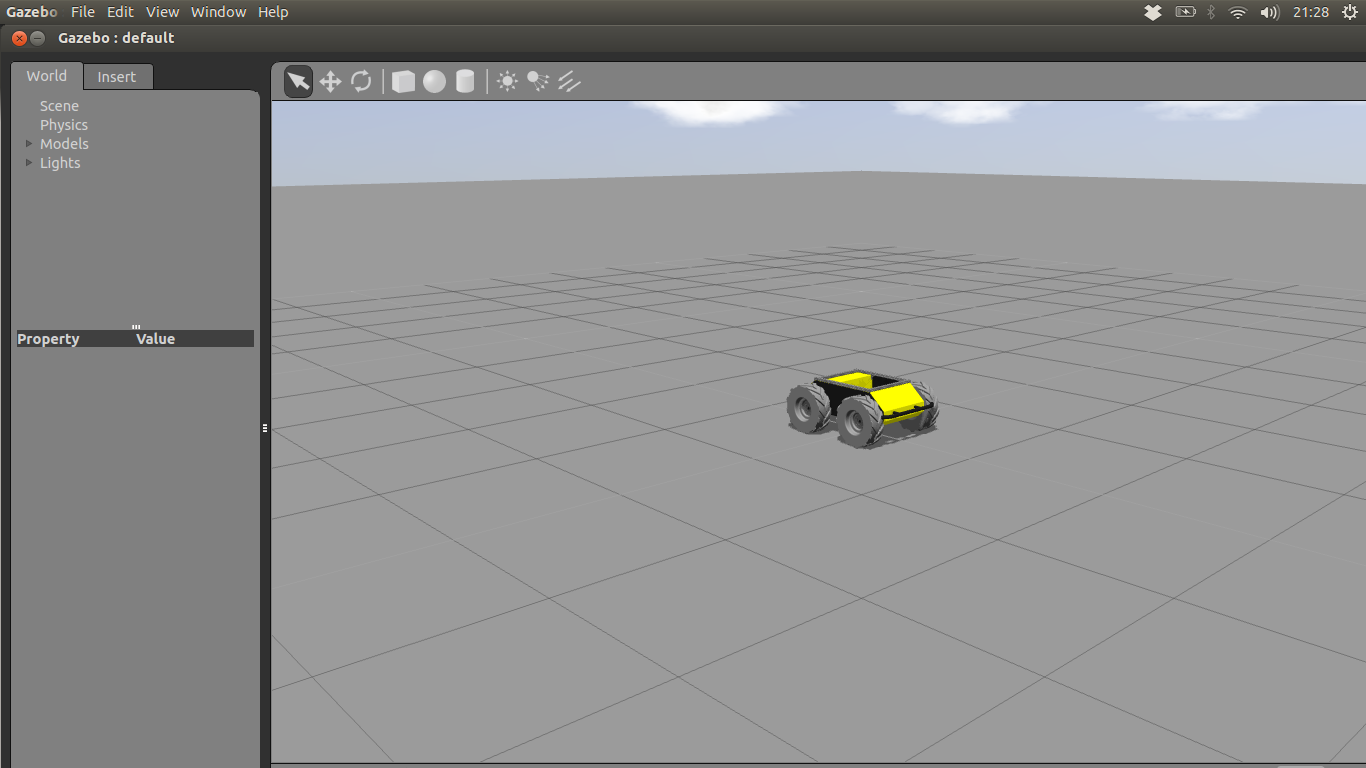 Gazebo File Edit View Window Help 21:28
Gazebo : default
World Insert
Scene
Physics
Models
Lights
Property Value